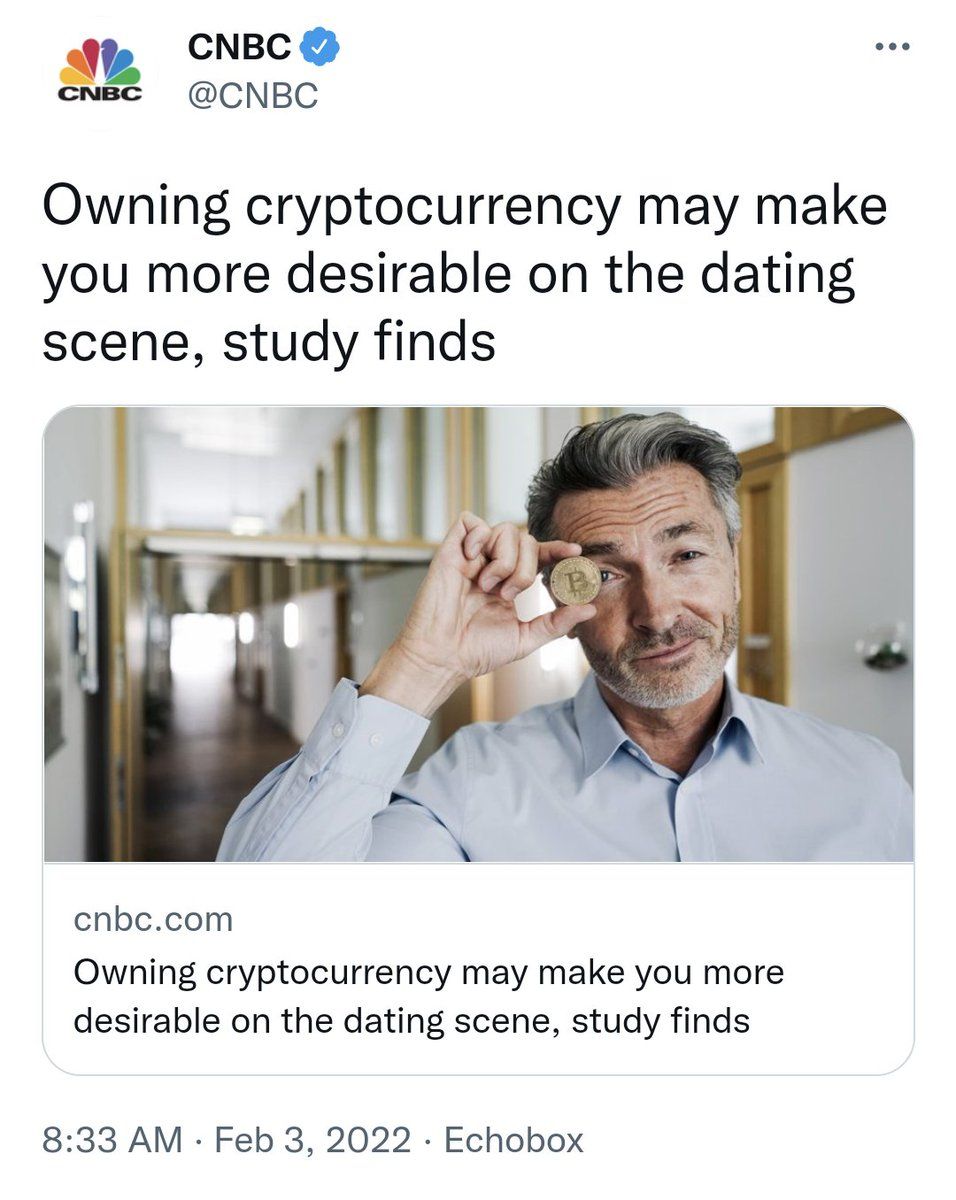 CNBC
@CNBC
CNBC
Owning cryptocurrency may make
you more desirable on the dating
scene, study finds
B
cnbc.com
Owning cryptocurrency may make you more
desirable on the dating scene, study finds
8:33 AM · Feb 3, 2022 · Echobox